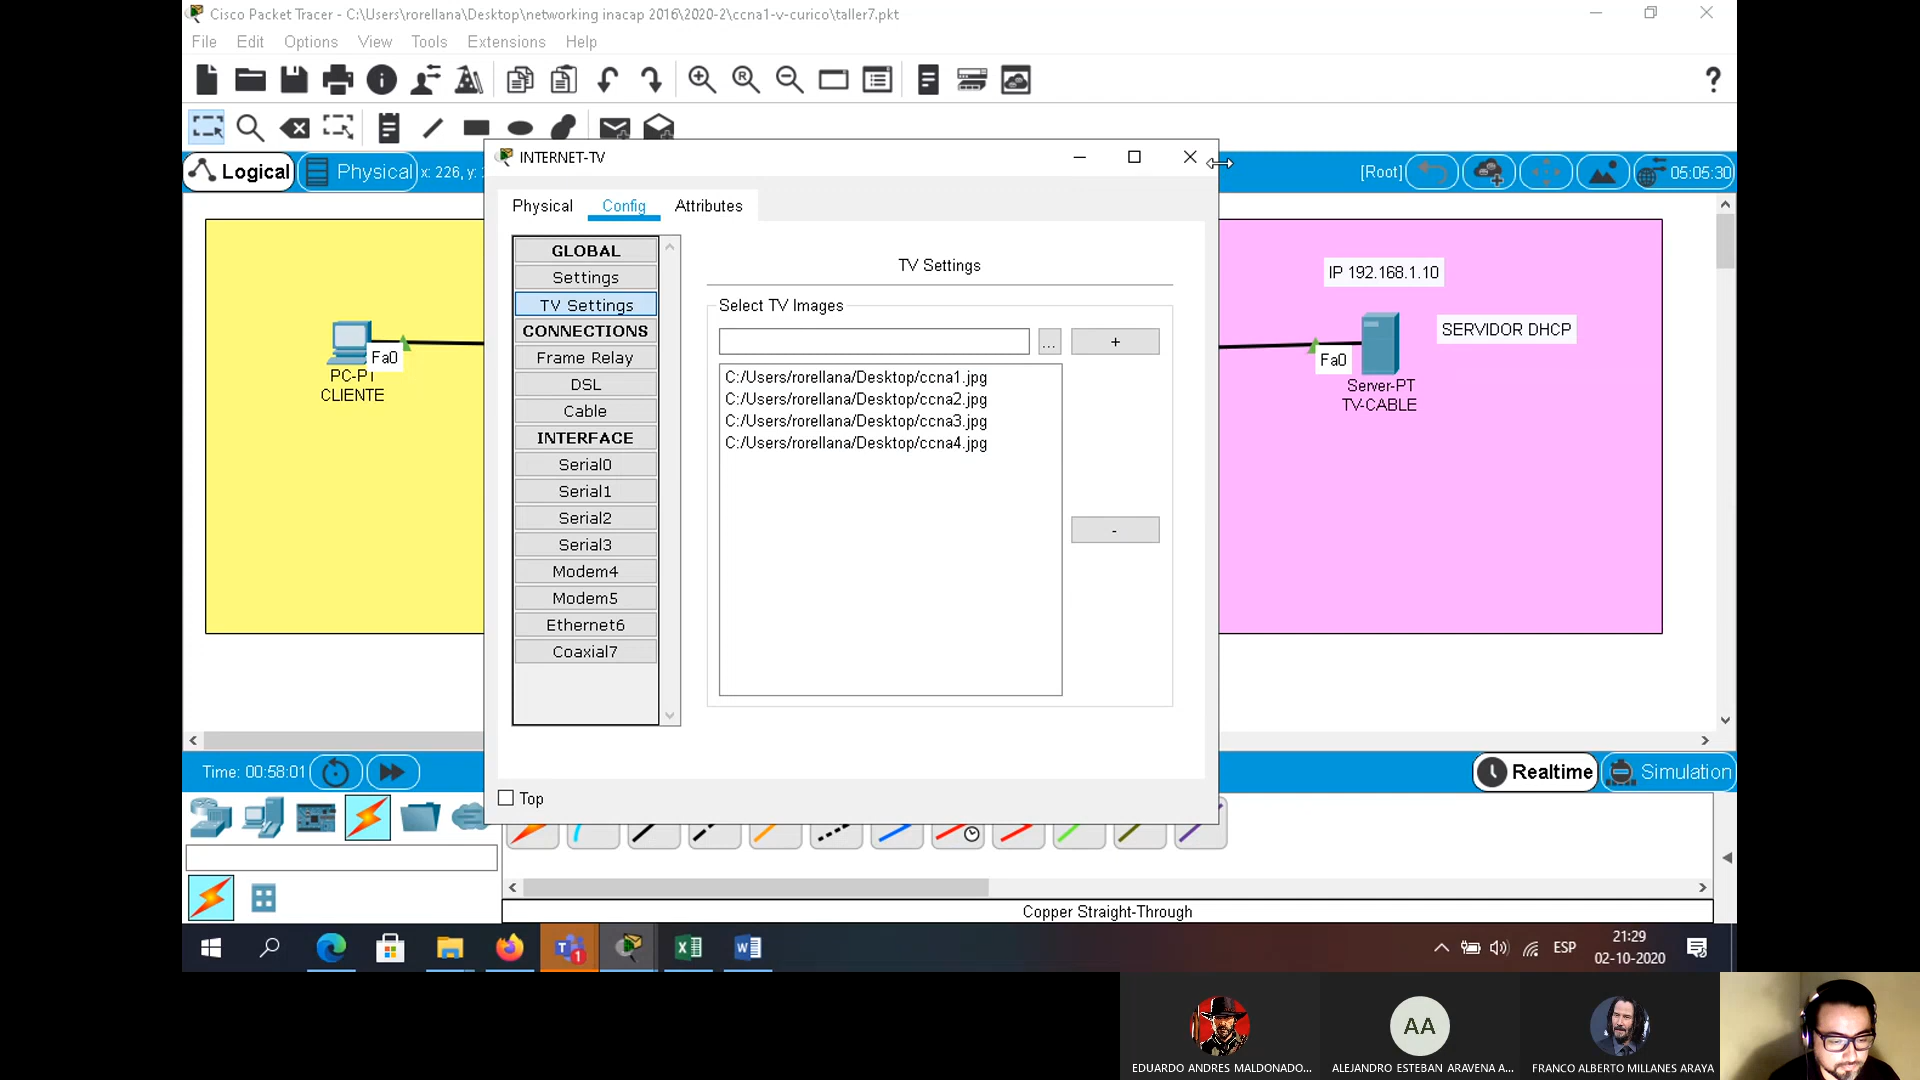 Cisco Packet Tracer - C:\Users\rorellana\Desktop\networking inacap 2016\2020-2\ccna1-v-curico\taller7.pkt
File Edit Options View Tools Extensions Help
Logical
Physical
x: 226, y:
[Root]
05:05:30
INTERNET-TV
Physical Config Attributes
GLOBAL
Settings
TV Settings
CONNECTIONS
Frame Relay
DSL
Cable
INTERFACE
Serial0
Serial1
Serial2
Serial3
Modem4
Modem5
Ethernet6
Coaxial7
TV Settings
Select TV Images
...
+
C:/Users/rorellana/Desktop/ccna1.jpg
C:/Users/rorellana/Desktop/ccna2.jpg
C:/Users/rorellana/Desktop/ccna3.jpg
C:/Users/rorellana/Desktop/ccna4.jpg
-
Top
Fa0
PC-PT
CLIENTE
IP 192.168.1.10
SERVIDOR DHCP
Fa0
Server-PT
TV-CABLE
Time: 00:58:01
Realtime
Simulation
Copper Straight-Through
1
ESP
21:29
02-10-2020
EDUARDO ANDRES MALDONADO...
AA
ALEJANDRO ESTEBAN ARAVENA A...
FRANCO ALBERTO MILLANES ARAYA